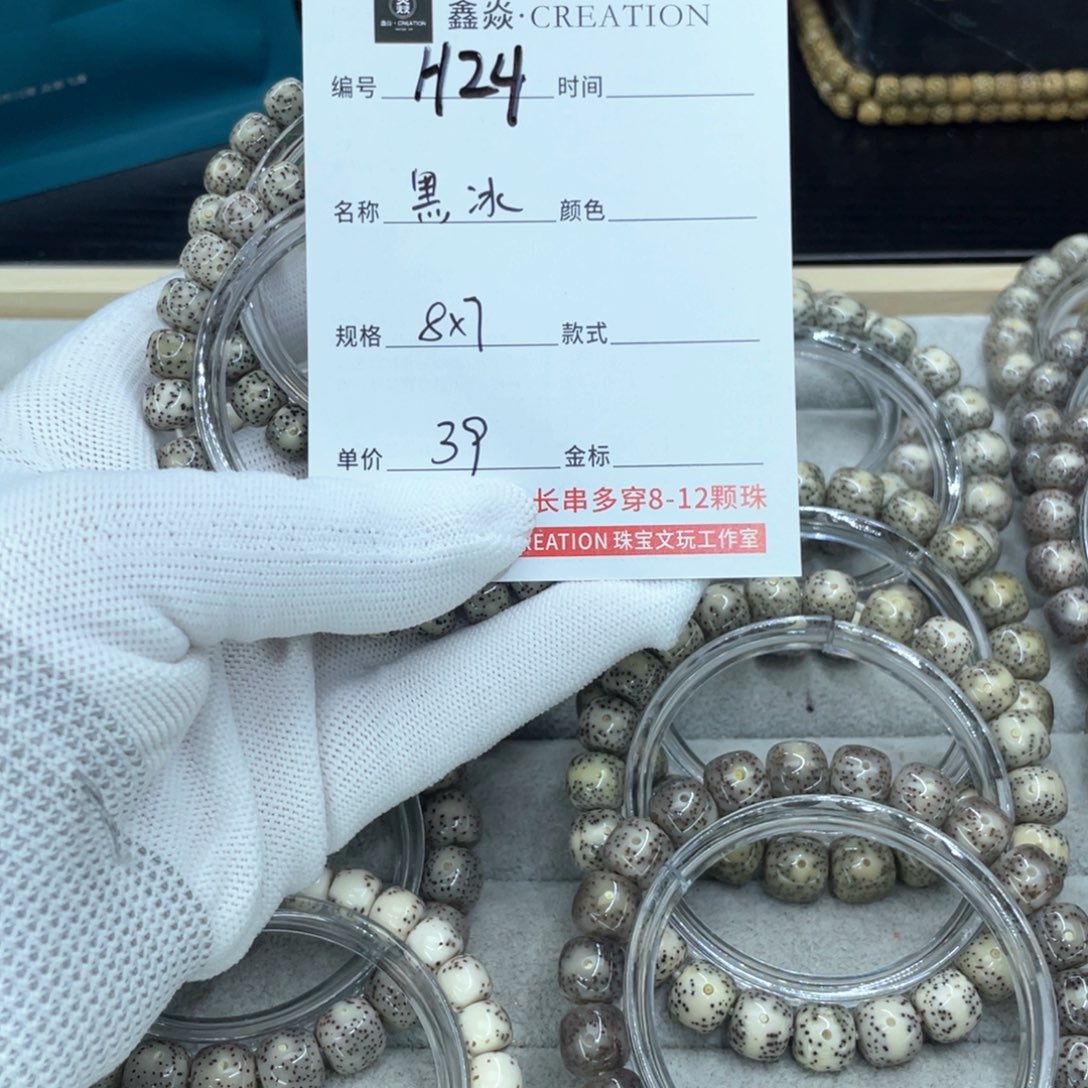 鑫焱·CREATION
编号 H24 时间
名称 黑冰 颜色
规格 8x7 款式
单价 39 金标
长串多穿8-12颗珠
REATION 珠宝文玩工作室